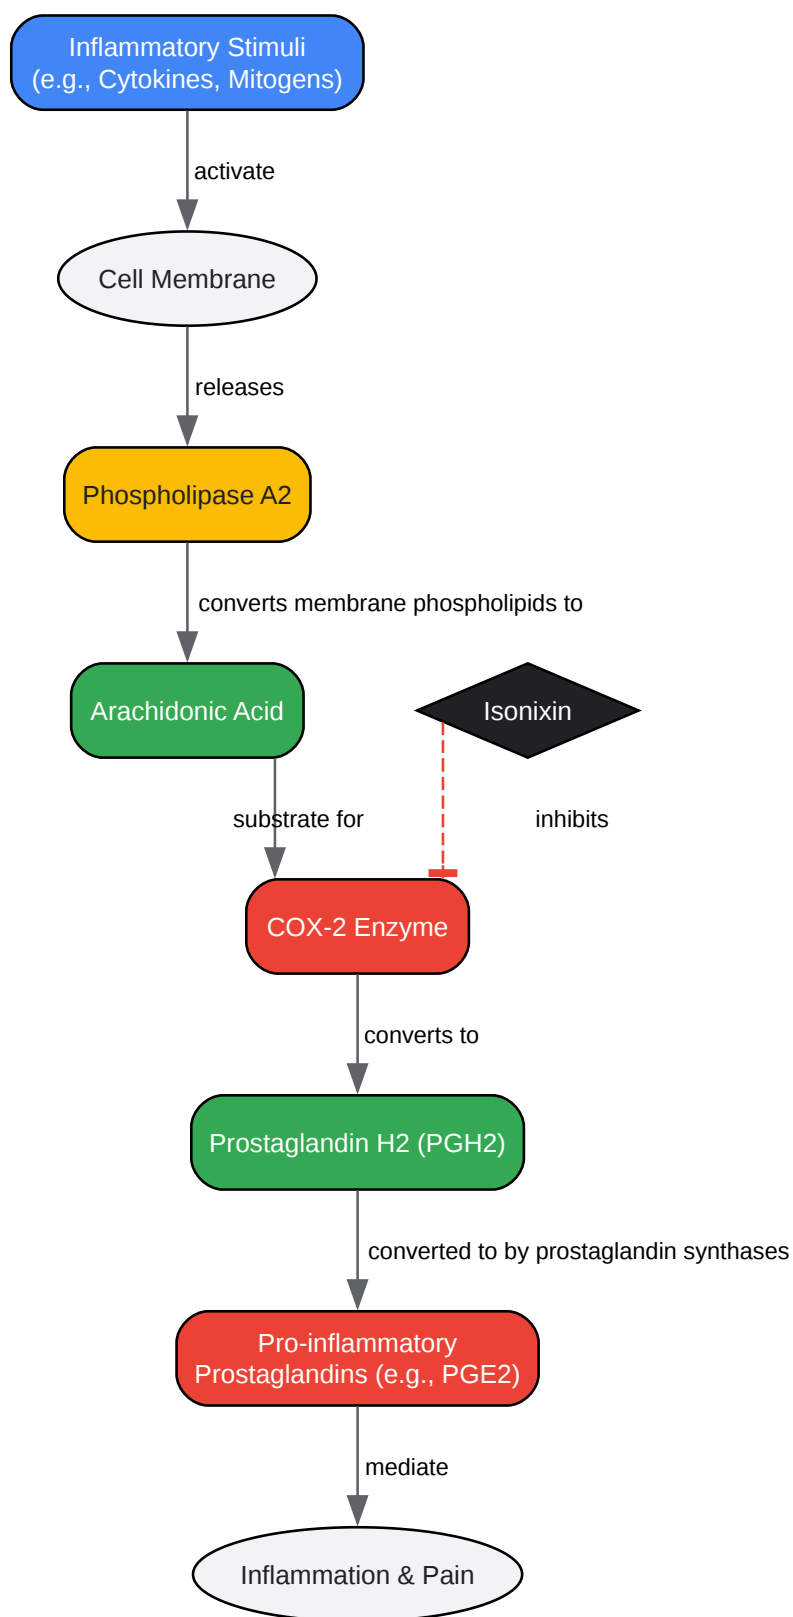 Inflammatory Stimuli
(e.g., Cytokines, Mitogens)
activate
Cell Membrane
releases
Phospholipase A2
converts membrane phospholipids to
Arachidonic Acid
Isonixin
substrate for
inhibits
COX-2 Enzyme
converts to
Prostaglandin H2 (PGH2)
converted to by prostaglandin synthases
Pro-inflammatory
Prostaglandins (e.g., PGE2)
mediate
Inflammation & Pain